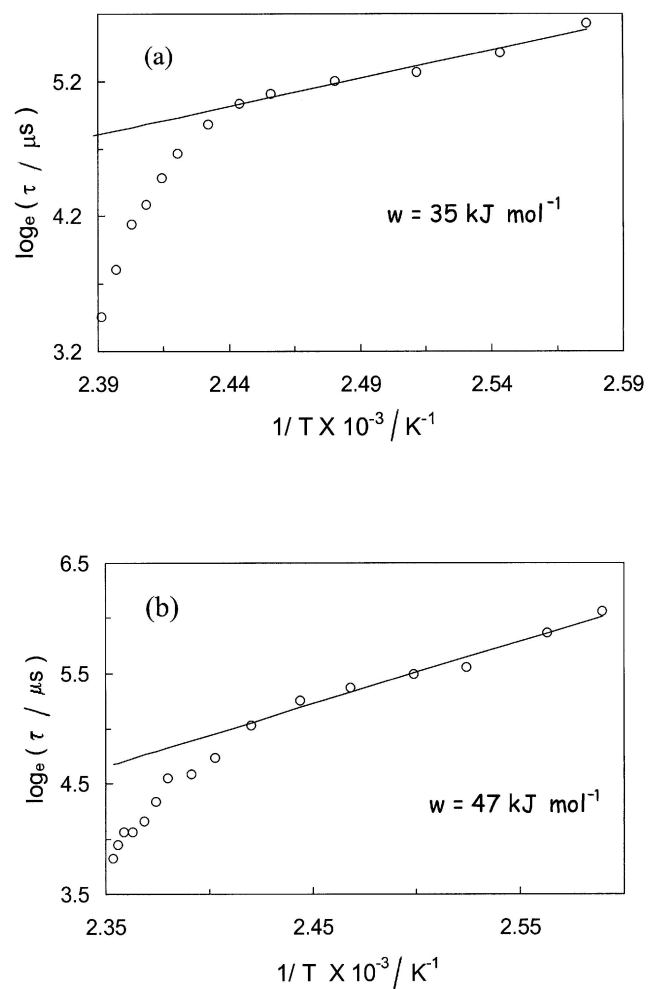 (a)
5.2
4.2
3.2
logₑ ( τ / μs )
w = 35 kJ mol⁻¹
2.39 2.44 2.49 2.54 2.59
1/ T X 10⁻³ / K⁻¹
(b)
6.5
5.5
4.5
3.5
logₑ ( τ / μs )
w = 47 kJ mol⁻¹
2.35 2.45 2.55
1/ T X 10⁻³ / K⁻¹